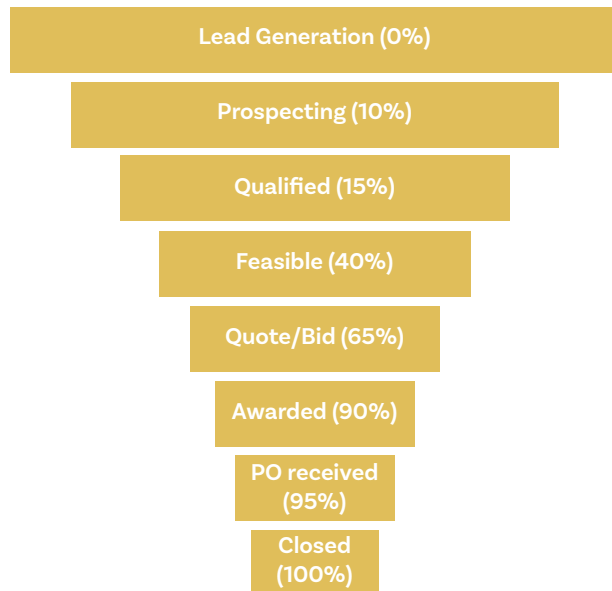 Lead Generation (0%)
Prospecting (10%)
Qualified (15%)
Feasible (40%)
Quote/Bid (65%)
Awarded (90%)
PO received
(95%)
Closed
(100%)